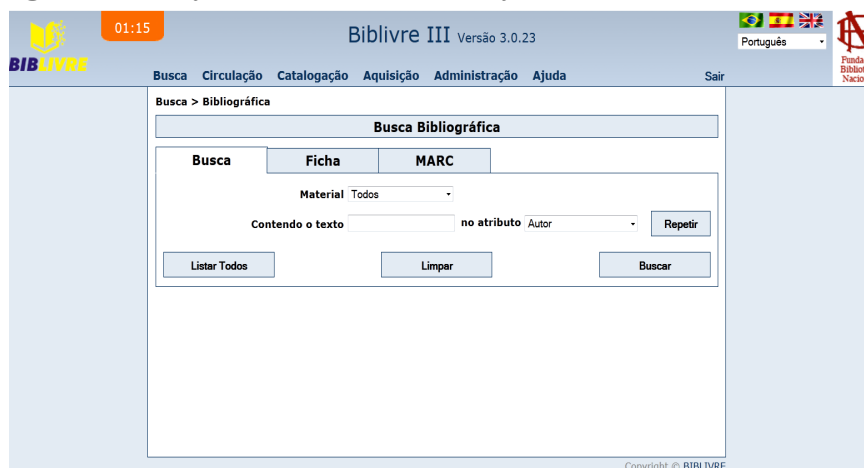 01:15
Biblivre III Versão 3.0.23
Português
BIBLIVRE
Busca Circulação Catalogação Aquisição Administração Ajuda Sair
Busca > Bibliográfica
Busca Bibliográfica
Busca Ficha MARC
Material Todos
Contendo o texto no atributo Autor Repetir
Listar Todos Limpar Buscar
Copyright © BIBLIVRE